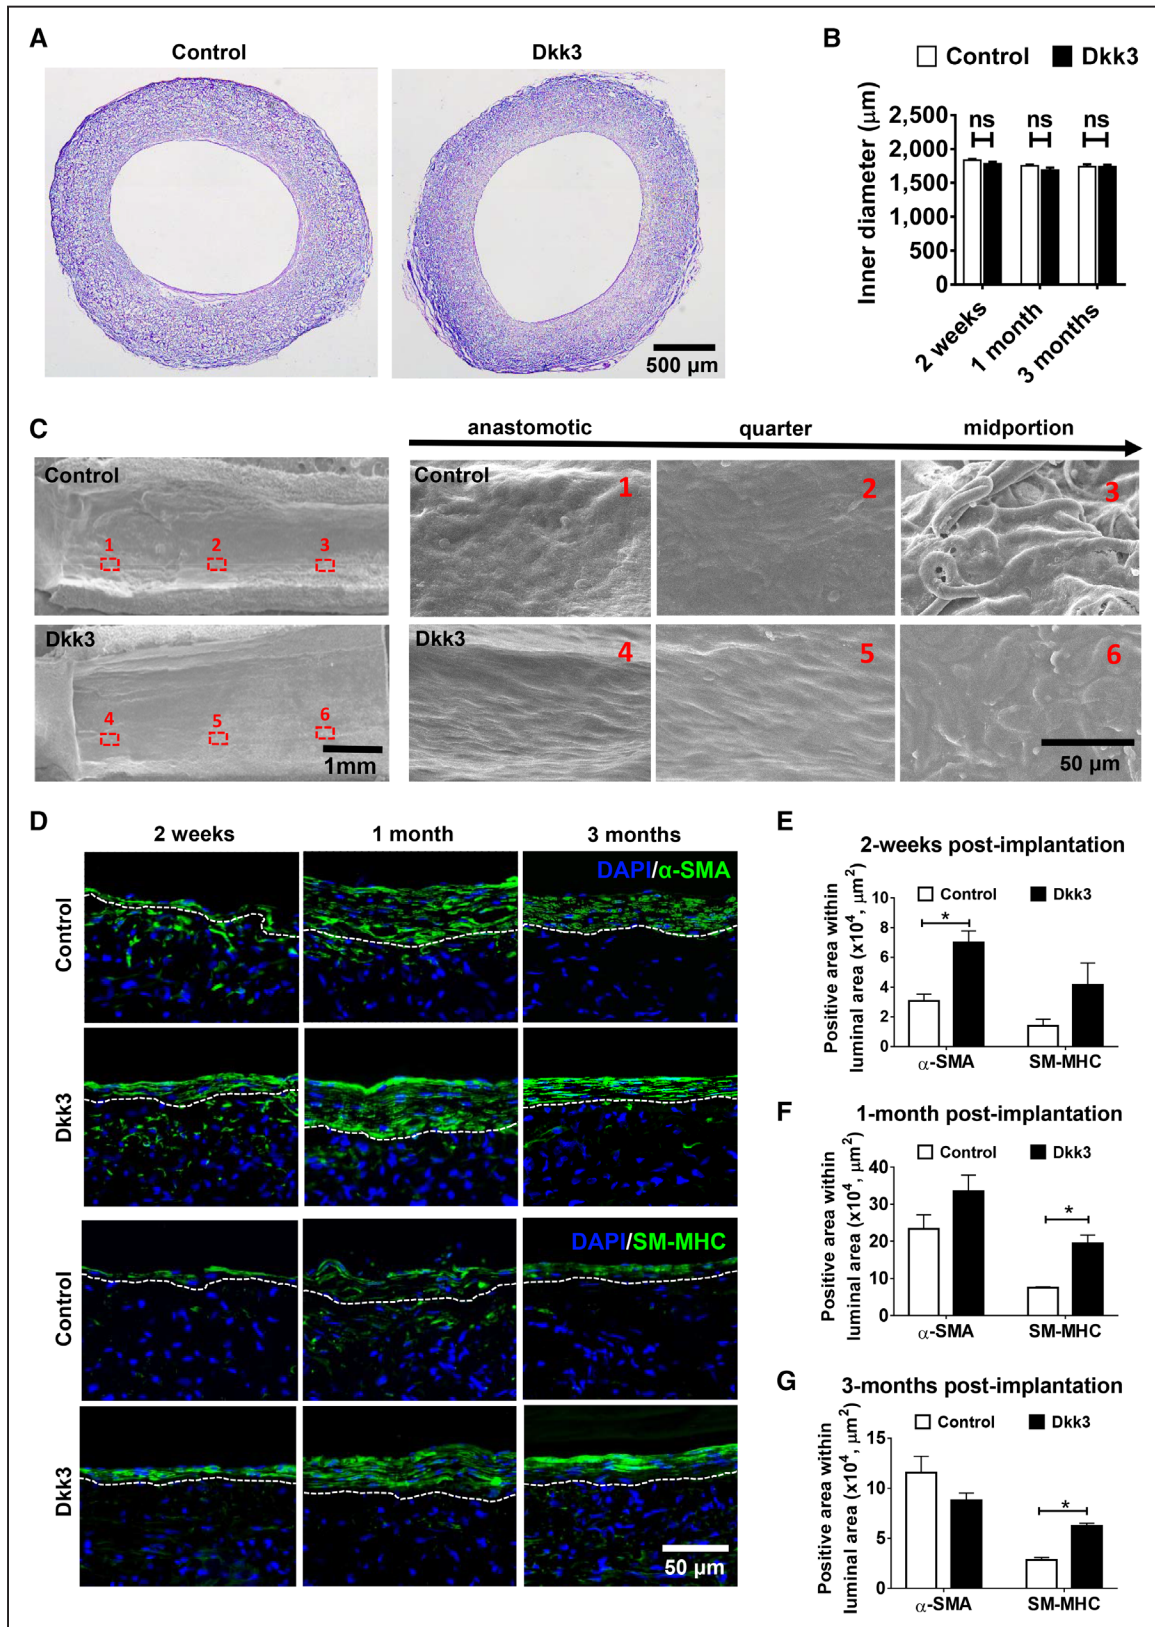 A
Control
Dkk3
500 µm
B
Control Dkk3
Inner diameter (µm)
2,500
2,000
1,500
1,000
500
0
ns ns ns
2 weeks
1 month
3 months
C
anastomotic quarter midportion
Control
1 2 3
Control
1
2
3
Dkk3
4 5 6
1mm
Dkk3
4
5
6
50 µm
D
2 weeks 1 month 3 months
Control
DAPI/α-SMA
Dkk3
Control
DAPI/SM-MHC
Dkk3
50 µm
E
2-weeks post-implantation
Control Dkk3
Positive area within
luminal area (x10⁴, µm²)
10
8
6
4
2
0
*
α-SMA SM-MHC
F
1-month post-implantation
Control Dkk3
Positive area within
luminal area (x10⁴, µm²)
40
30
20
10
0
*
α-SMA SM-MHC
G
3-months post-implantation
Control Dkk3
Positive area within
luminal area (x10⁴, µm²)
15
10
5
0
*
α-SMA SM-MHC